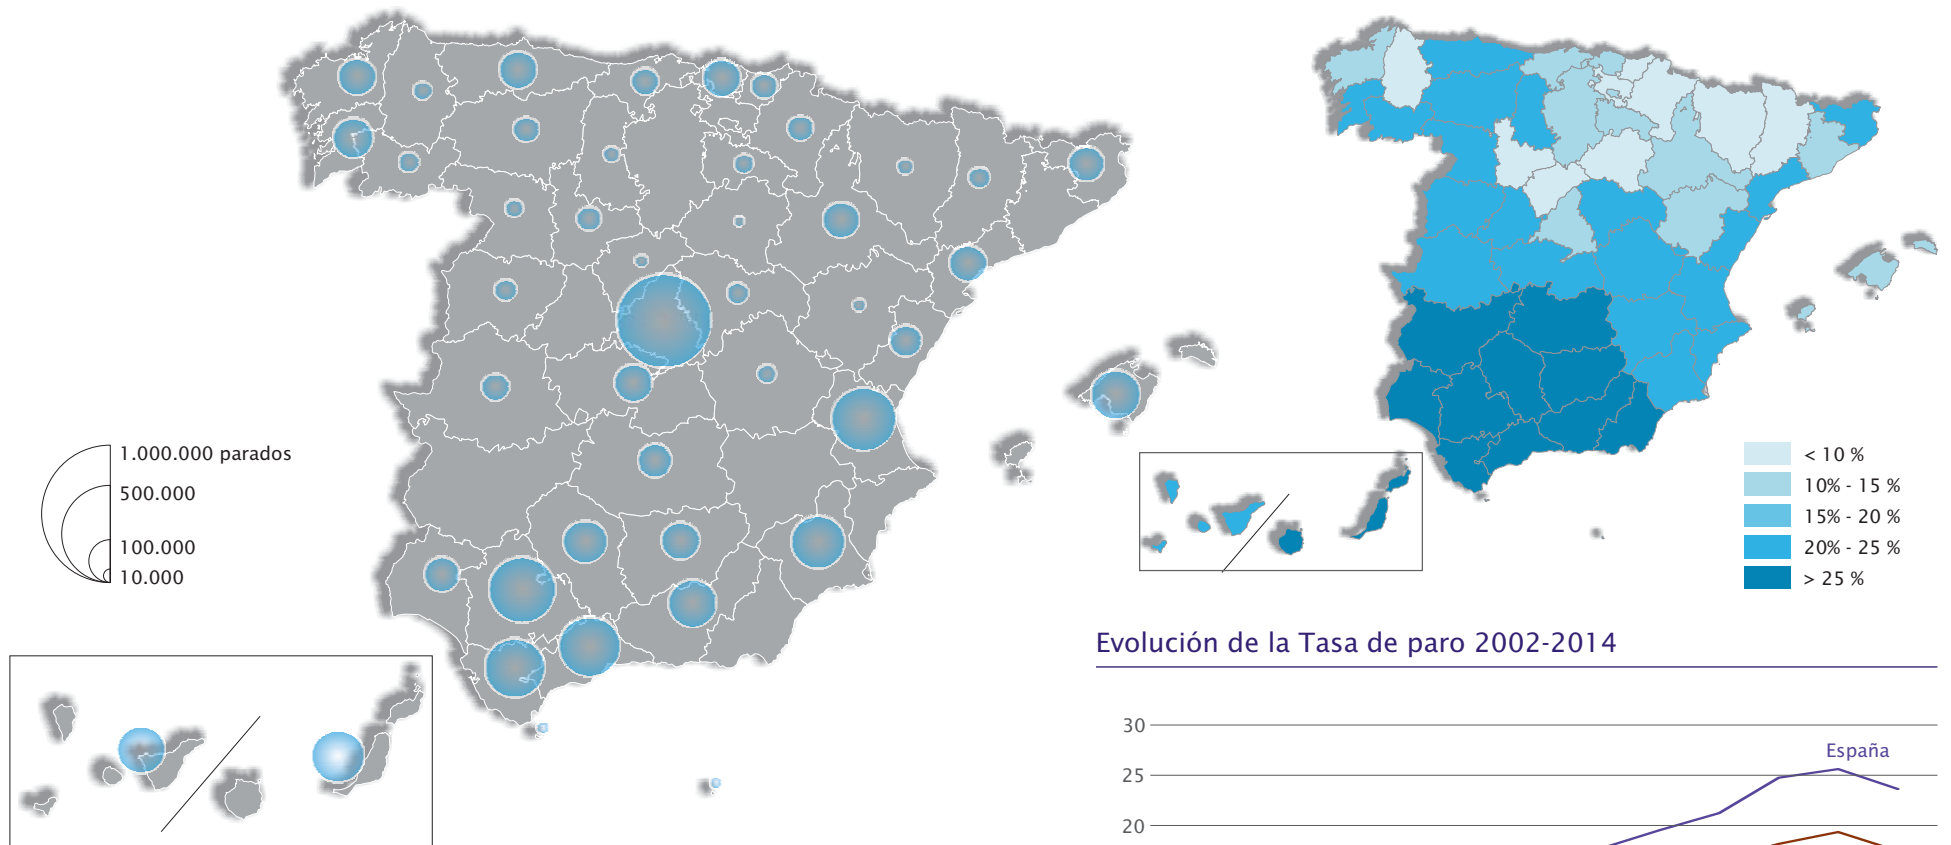 1.000.000 parados
500.000
100.000
10.000
< 10 %
10% - 15 %
15% - 20 %
20% - 25 %
> 25 %
Evolución de la Tasa de paro 2002-2014
30
España
25
20